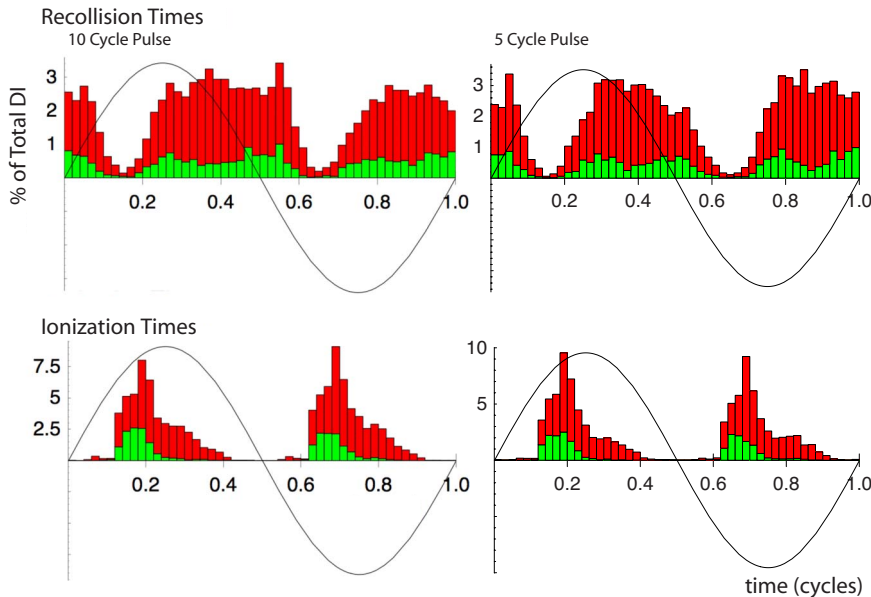 Recollision Times
10 Cycle Pulse
5 Cycle Pulse
% of Total DI
3
2
1
0.2 0.4 0.6 0.8 1.0
3
2
1
0.2 0.4 0.6 0.8 1.0
Ionization Times
7.5
5
2.5
0.2 0.4 0.6 0.8 1.0
10
5
0.2 0.4 0.6 0.8 1.0
time (cycles)